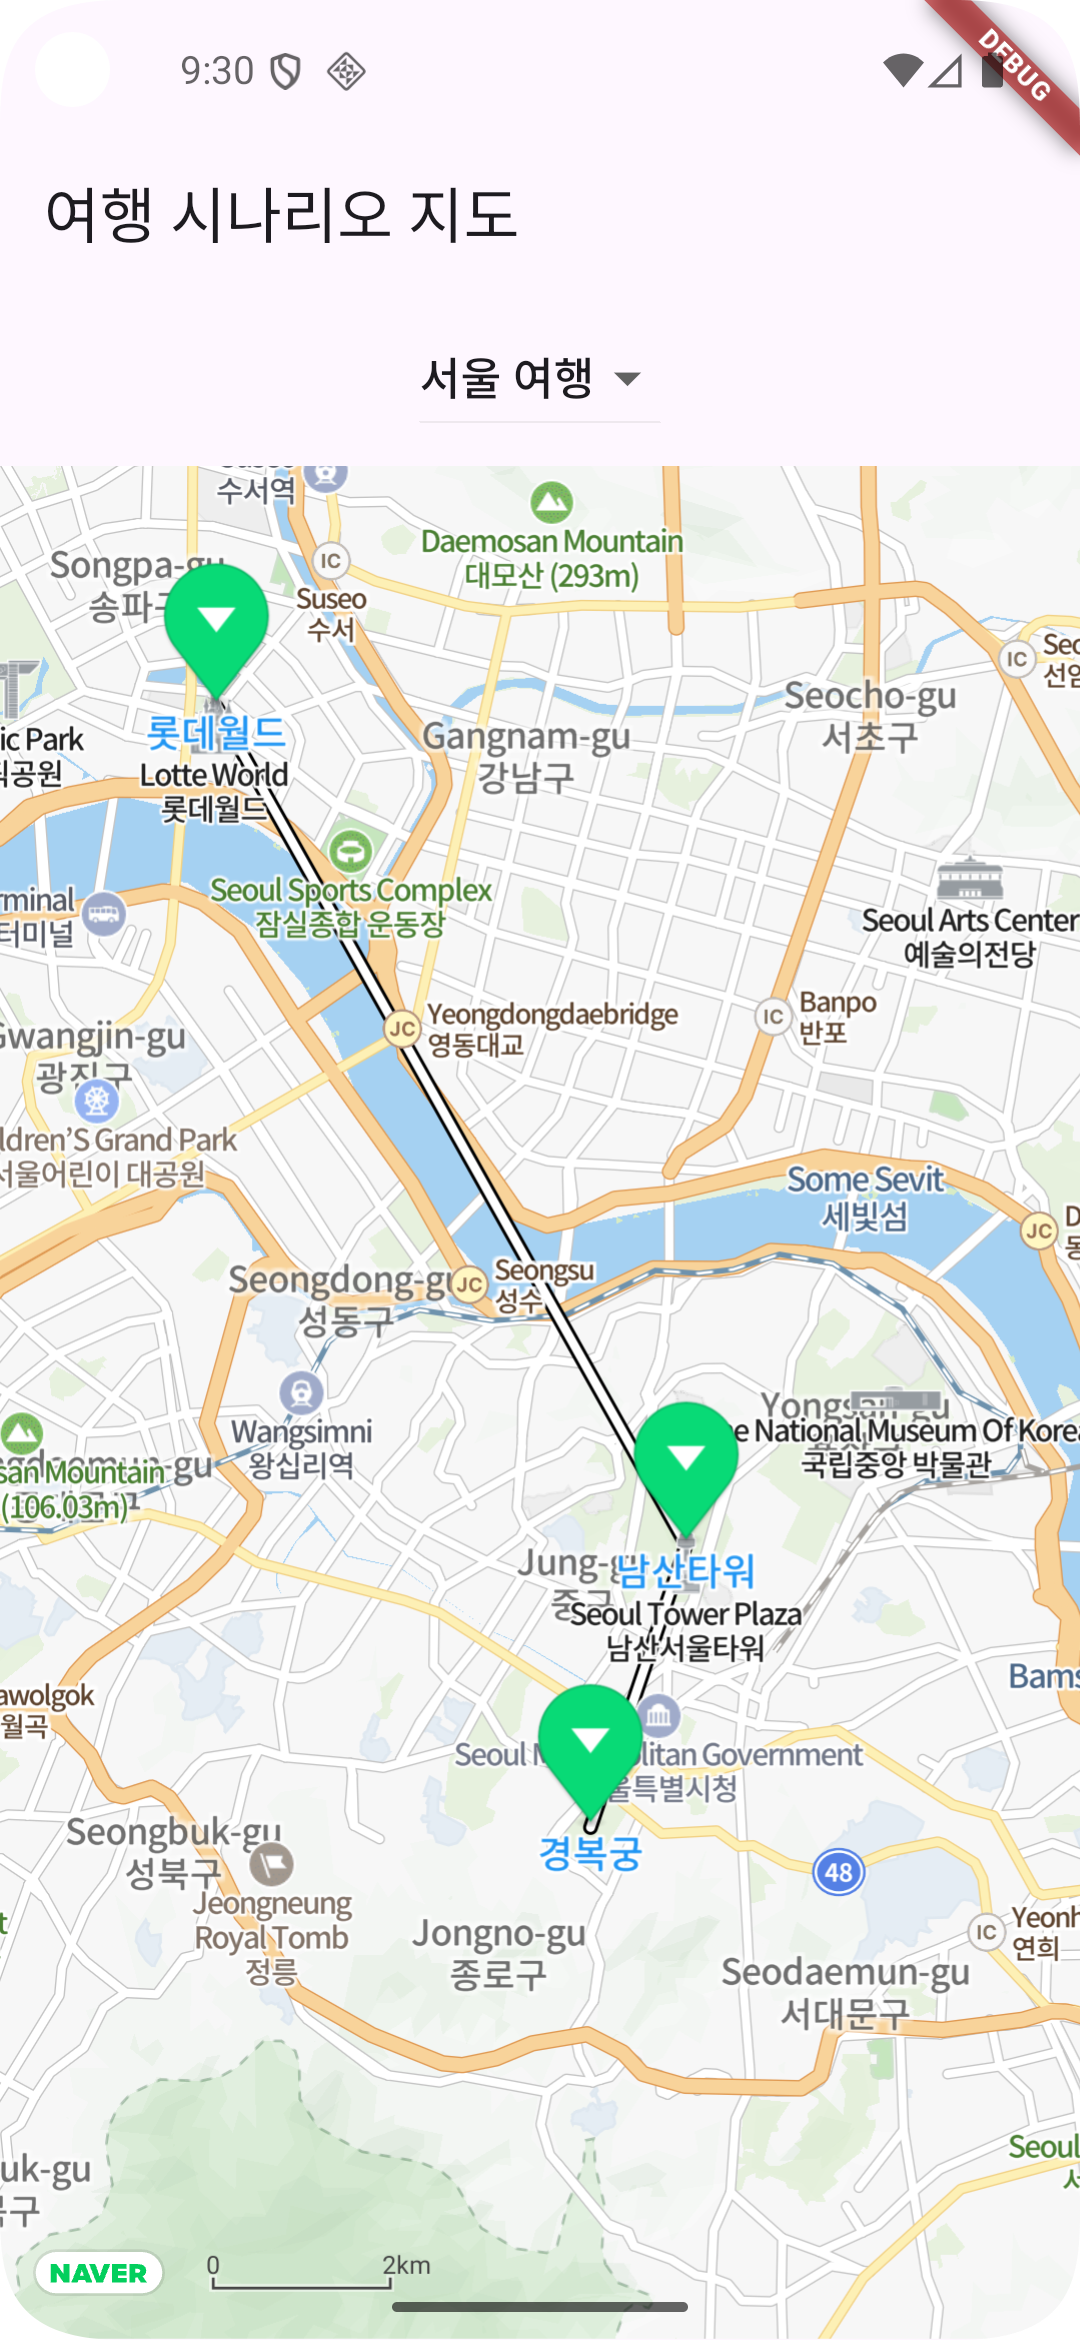 9:30
DEBUG
여행 시나리오 지도
서울 여행
수서역
Daemosan Mountain
대모산 (293m)
Songpa-gu
송파구
IC
Suseo
수서
IC
Seocho-gu
서초구
Gangnam-gu
강남구
ic Park
롯데월드
Lotte World
롯데월드
Seoul Sports Complex
잠실종합 운동장
rminal
터미널
Seoul Arts Center
예술의전당
JC
Yeongdongdaebridge
영동대교
IC
Banpo
반포
Gwangjin-gu
광진구
ldren'S Grand Park
서울어린이 대공원
Some Sevit
세빛섬
JC
Seongdong-gu
성동구
JC
Seongsu
성수
Wangsimni
왕십리역
san Mountain
(106.03m)
e National Museum Of Korea
국립중앙 박물관
Jung-gu
중구
남산타워
Seoul Tower Plaza
남산서울타워
awolgok
월곡
Bams
Seoul M politan Government
울특별시청
경복궁
Seongbuk-gu
성북구
48
Jeongneung
Royal Tomb
정릉
Jongno-gu
종로구
IC
Yeonh
연희
Seodaemun-gu
서대문구
Seoul
서
uk-gu
구
NAVER
0 2km